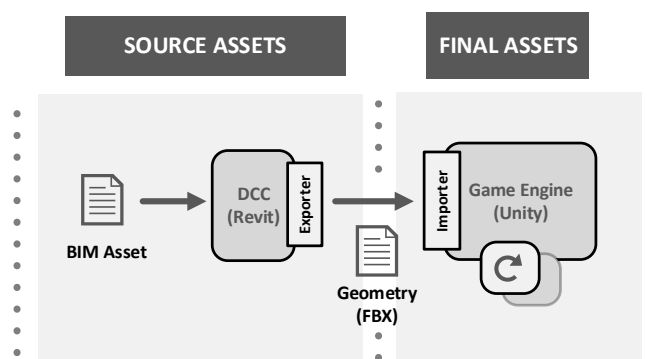 SOURCE ASSETS
FINAL ASSETS
BIM Asset
DCC
(Revit)
Exporter
Geometry
(FBX)
Importer
Game Engine
(Unity)